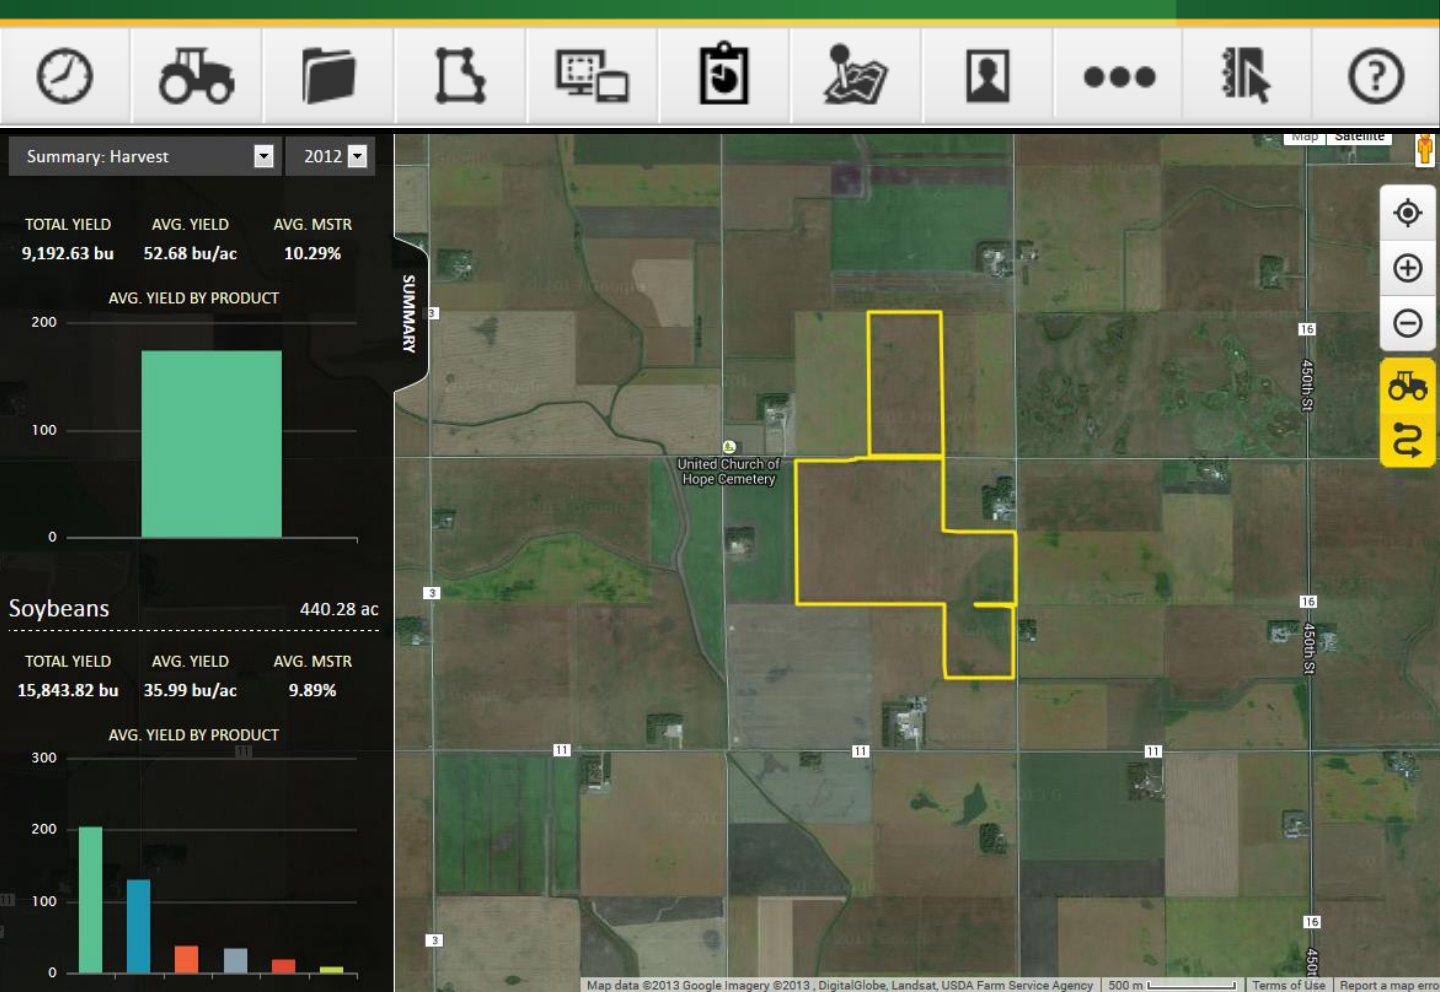 Summary: Harvest
2012
TOTAL YIELD AVG. YIELD AVG. MSTR
9,192.63 bu 52.68 bu/ac 10.29%
AVG. YIELD BY PRODUCT
200
100
0
Soybeans 440.28 ac
TOTAL YIELD AVG. YIELD AVG. MSTR
15,843.82 bu 35.99 bu/ac 9.89%
AVG. YIELD BY PRODUCT
300
200
100
0
SUMMARY
Map Satellite
3
16
450th St
United Church of
Hope Cemetery
3
16
450th St
11
11
11
11
16
3
450th
Map data ©2013 Google Imagery ©2013 , DigitalGlobe, Landsat, USDA Farm Service Agency
500 m
Terms of Use
Report a map erro